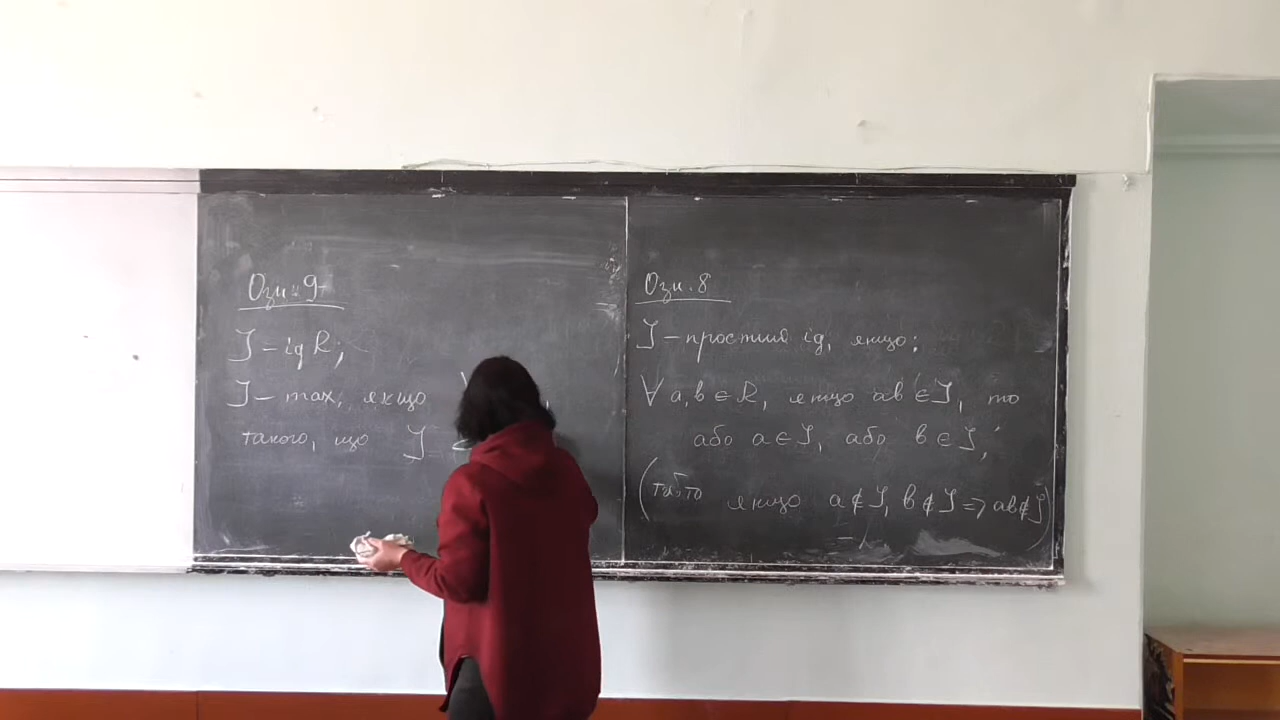 Озн. 9
J – ід R;
J – max, якщо ∀
такого, що J ⊆
Озн. 8
J – простий ід, якщо:
∀ a, b ∈ R, якщо ab ∈ J, то
або a ∈ J, або b ∈ J;
(тобто якщо a ∉ J, b ∉ J ⇒ ab ∉ J)